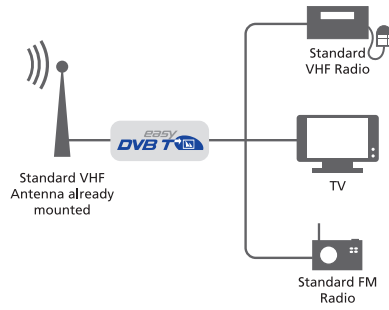 Standard
VHF Radio
easy
DVB T
Standard VHF
Antenna already
mounted
TV
Standard FM
Radio